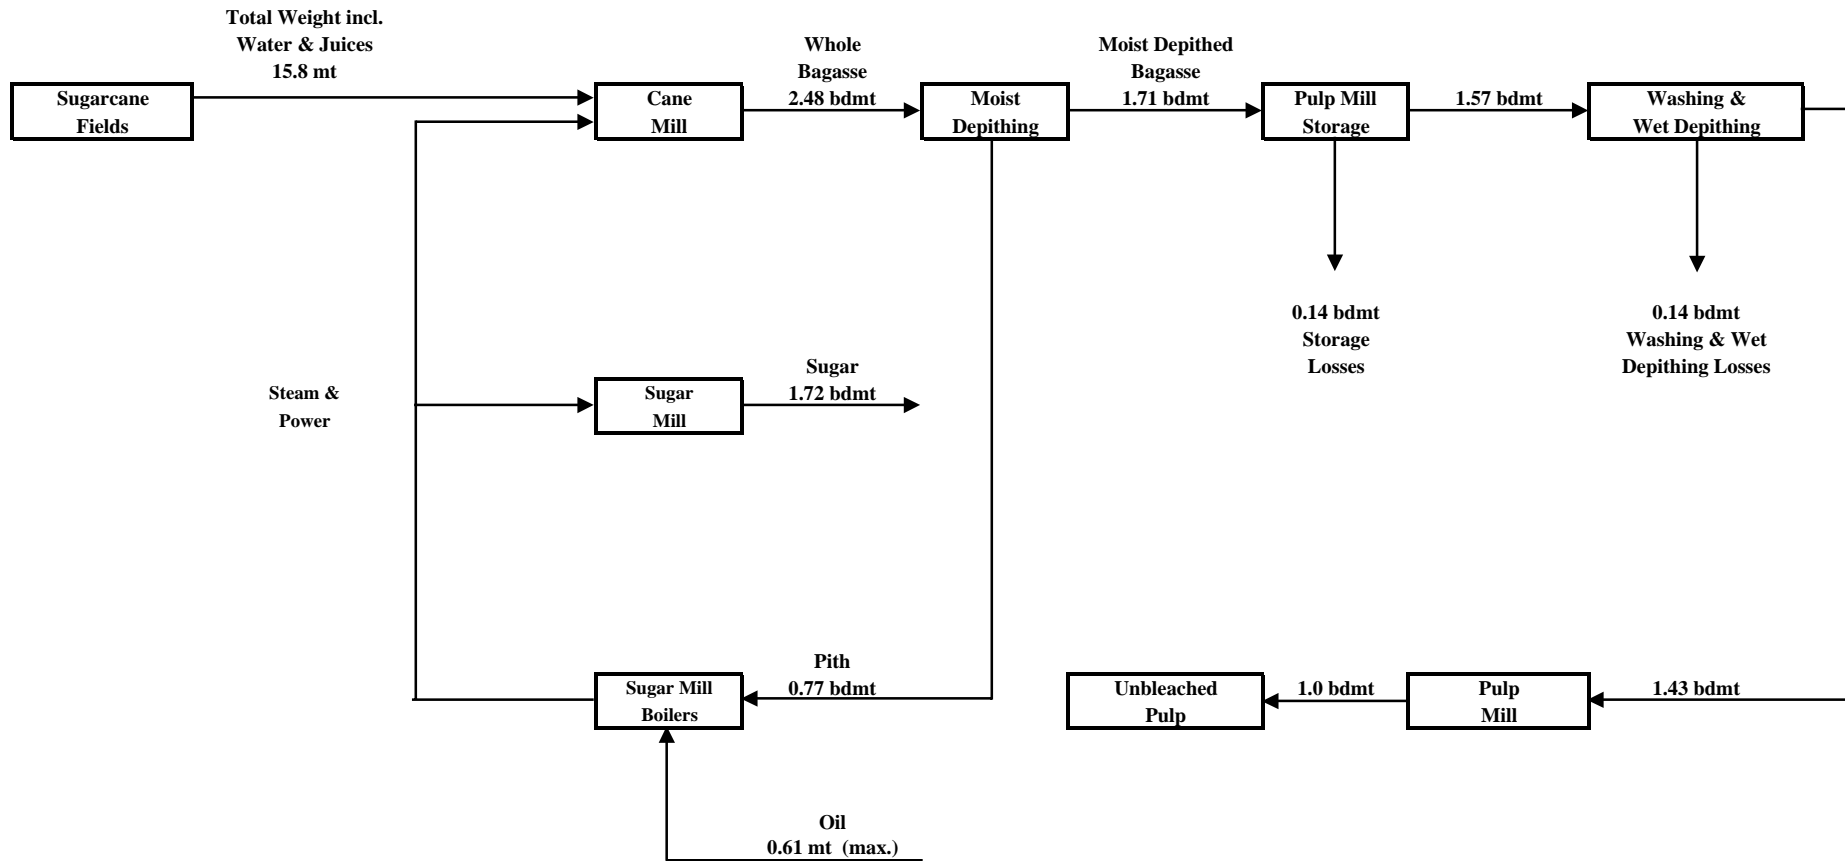 Total Weight incl.
Water & Juices
15.8 mt
Whole
Bagasse
2.48 bdmt
Moist Depithed
Bagasse
1.71 bdmt
1.57 bdmt
Sugarcane
Fields
Cane
Mill
Moist
Depithing
Pulp Mill
Storage
Washing &
Wet Depithing
0.14 bdmt
Storage
Losses
0.14 bdmt
Washing & Wet
Depithing Losses
Steam &
Power
Sugar
Mill
Sugar
1.72 bdmt
Sugar Mill
Boilers
Pith
0.77 bdmt
Unbleached
Pulp
1.0 bdmt
Pulp
Mill
1.43 bdmt
Oil
0.61 mt (max.)